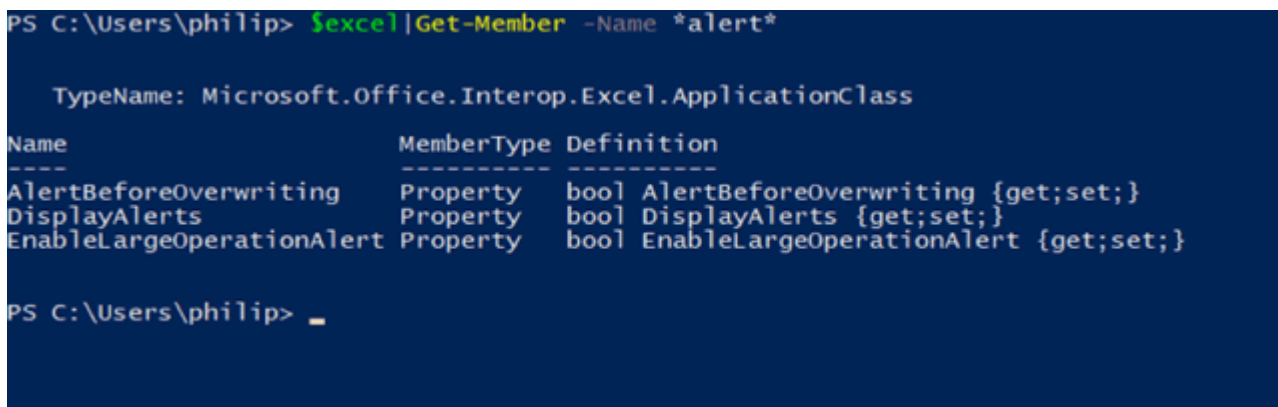 PS C:\Users\philip> $excel|Get-Member -Name *alert*
TypeName: Microsoft.Office.Interop.Excel.ApplicationClass
Name MemberType Definition
---- ---------- ----------
AlertBeforeOverwriting Property bool AlertBeforeOverwriting {get;set;}
DisplayAlerts Property bool DisplayAlerts {get;set;}
EnableLargeOperationAlert Property bool EnableLargeOperationAlert {get;set;}
PS C:\Users\philip> _